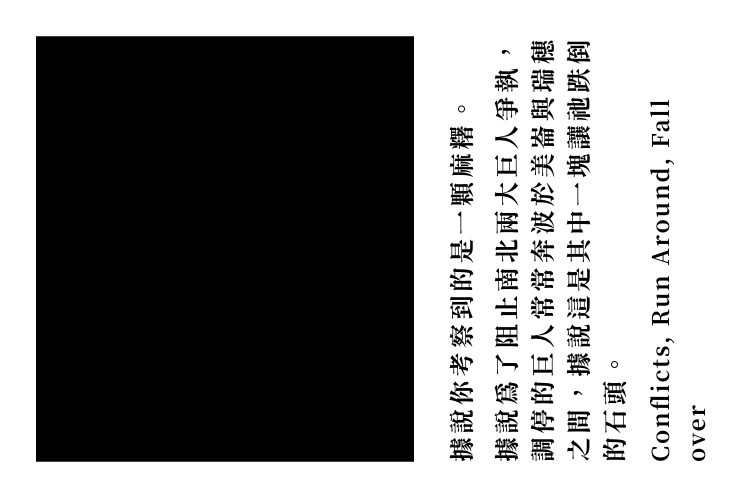 據說你考察到的是一顆麻糬。
據說爲了阻止南北兩大巨人爭執，
調停的巨人常常奔波於美崙與瑞穗
之間，據說這是其中一塊讓祂跌倒
的石頭。
Conflicts, Run Around, Fall
over